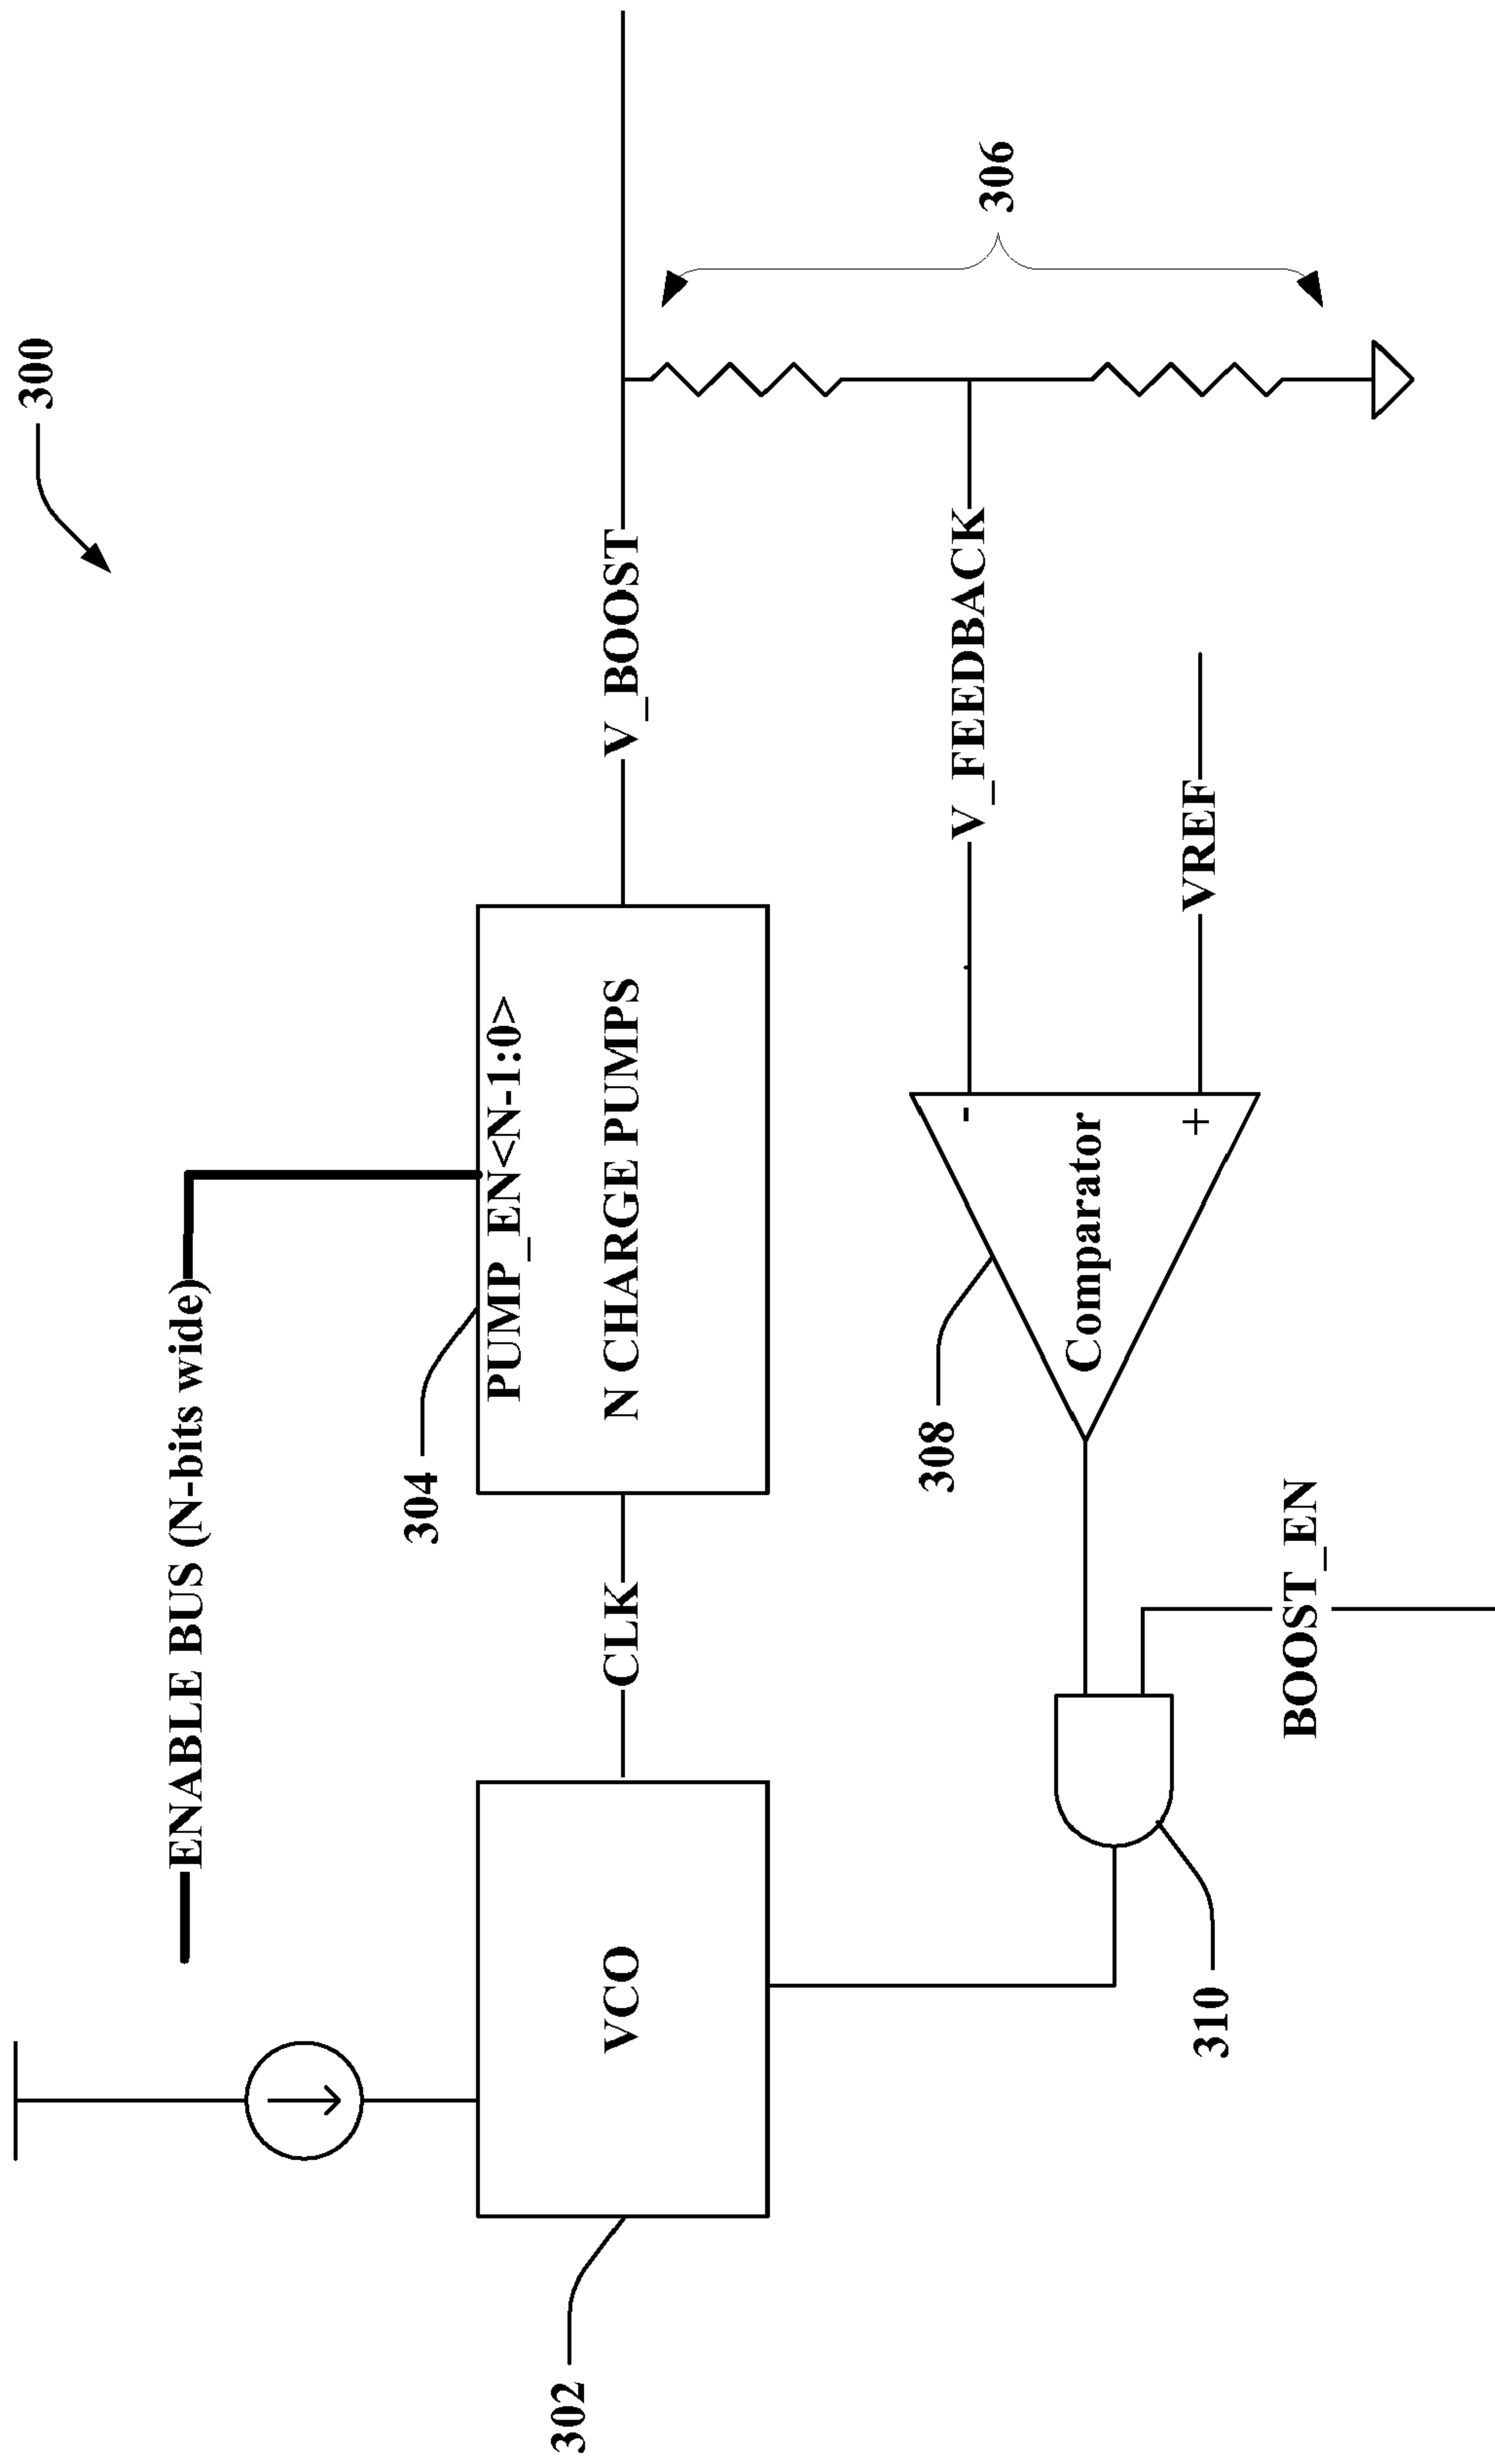 300
ENABLE BUS (N-bits wide)
304
PUMP_EN<N-1:0>
N CHARGE PUMPS
VCO
CLK
V_BOOST
302
306
V_FEEDBACK
308
-
Comparator
+
VREF
310
BOOST_EN